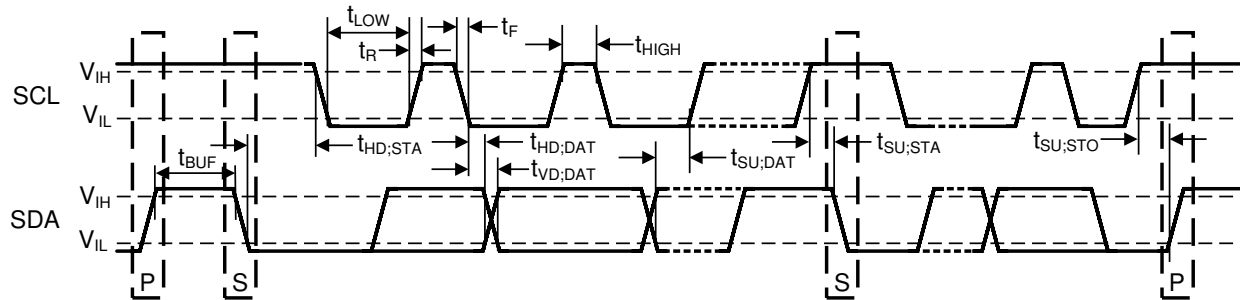 tLOW
tR
tF
tHIGH
VIH
SCL
VIL
tBUF
tHD;STA
tHD;DAT
tVD;DAT
tSU;DAT
tSU;STA
tSU;STO
VIH
SDA
VIL
P
S
S
P